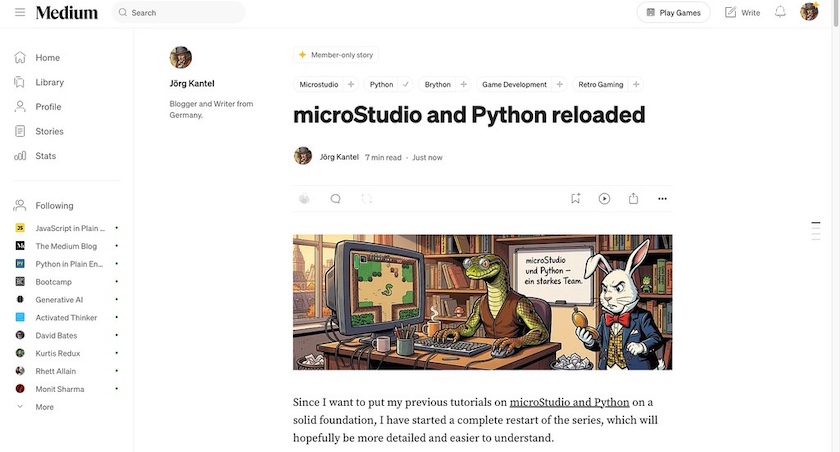 Medium
Search
Play Games
Write
Home
Library
Profile
Stories
Stats
Following
JavaScript in Plain ...
The Medium Blog
Python in Plain En...
Bootcamp
Generative AI
Activated Thinker
David Bates
Kurtis Redux
Rhett Allain
Monit Sharma
More
Jörg Kantel
Blogger and Writer from
Germany.
Member-only story
Microstudio
Python
Brython
Game Development
Retro Gaming
microStudio and Python reloaded
Jörg Kantel 7 min read · Just now
microStudio
und Python –
ein starkes Team.
Since I want to put my previous tutorials on microStudio and Python on a
solid foundation, I have started a complete restart of the series, which will
hopefully be more detailed and easier to understand.